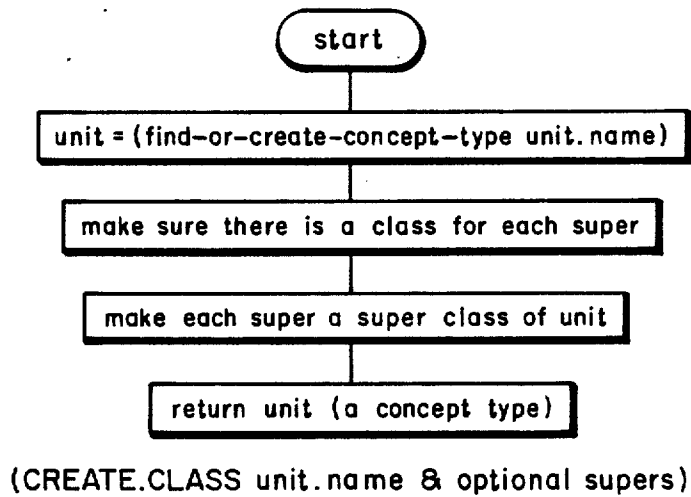 start
unit = (find-or-create-concept-type unit.name)
make sure there is a class for each super
make each super a super class of unit
return unit (a concept type)
(CREATE.CLASS unit.name & optional supers)